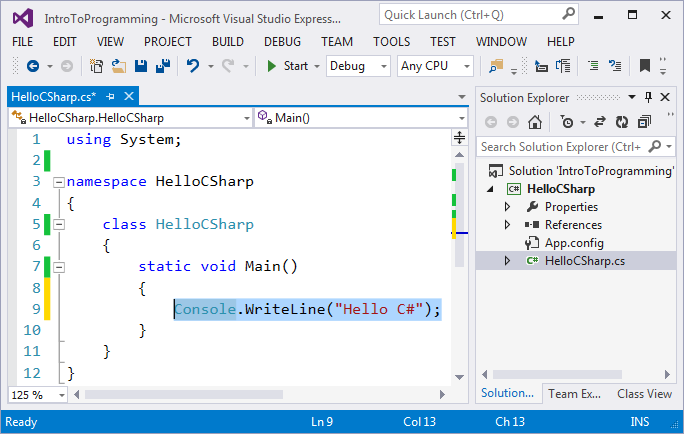 IntroToProgramming - Microsoft Visual Studio Express...
Quick Launch (Ctrl+Q)
FILE EDIT VIEW PROJECT BUILD DEBUG TEAM TOOLS TEST WINDOW HELP
Start Debug Any CPU
HelloCSharp.cs*
HelloCSharp.HelloCSharp
Main()
1 using System;
2
3 namespace HelloCSharp
4 {
5 class HelloCSharp
6 {
7 static void Main()
8 {
9 Console.WriteLine("Hello C#");
10 }
11 }
12 }
125 %
Solution Explorer
Search Solution Explorer (Ctrl+
Solution 'IntroToProgramming'
C# HelloCSharp
Properties
References
App.config
C# HelloCSharp.cs
Solution... Team Ex... Class View
Ready Ln 9 Col 13 Ch 13 INS